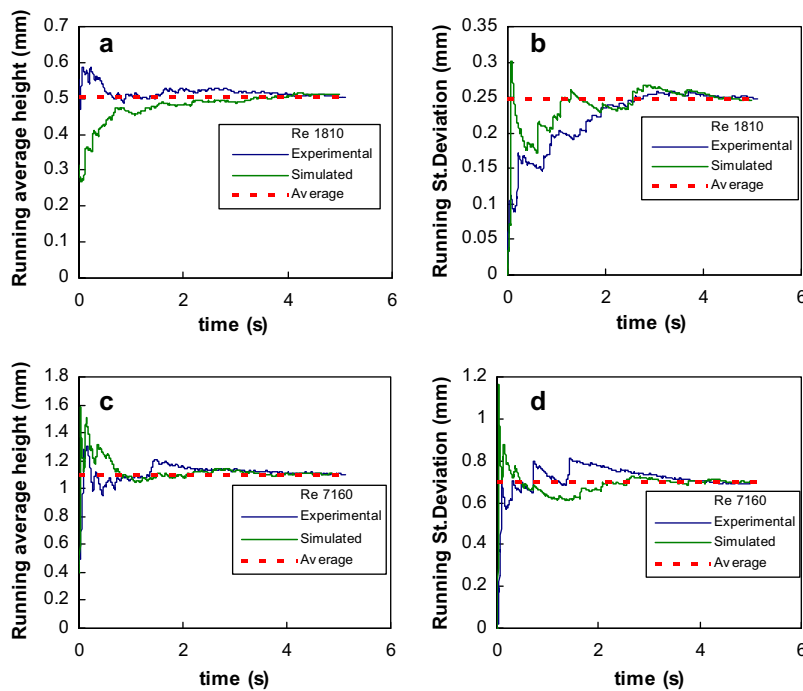 a
Running average height (mm)
0.7
0.6
0.5
0.4
0.3
0.2
0.1
0
0 2 4 6
time (s)
Re 1810
Experimental
Simulated
Average
b
Running St.Deviation (mm)
0.35
0.3
0.25
0.2
0.15
0.1
0.05
0
0 2 4 6
time (s)
Re 1810
Experimental
Simulated
Average
c
Running average height (mm)
1.8
1.6
1.4
1.2
1
0.8
0.6
0.4
0.2
0
0 2 4 6
time (s)
Re 7160
Experimental
Simulated
Average
d
Running St.Deviation (mm)
1.2
1
0.8
0.6
0.4
0.2
0
0 2 4 6
time (s)
Re 7160
Experimental
Simulated
Average